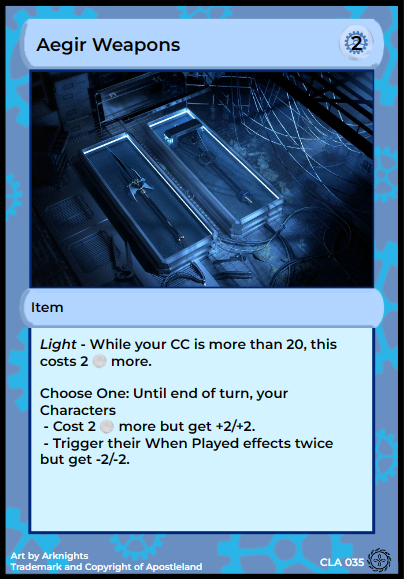 Aegir Weapons
2
Item
Light - While your CC is more than 20, this
costs 2 more.
Choose One: Until end of turn, your
Characters
- Cost 2 more but get +2/+2.
- Trigger their When Played effects twice
but get -2/-2.
Art by Arknights
Trademark and Copyright of Apostleland
CLA 035